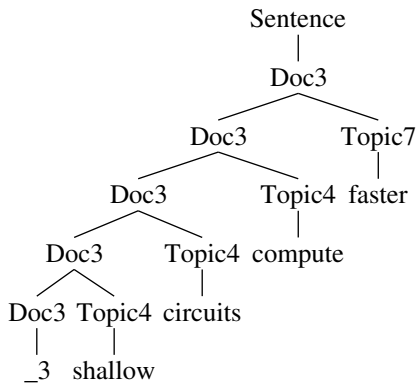 Sentence
Doc3
Doc3 Topic7
Doc3 Topic4 faster
Doc3 Topic4 compute
Doc3 Topic4 circuits
_3 shallow